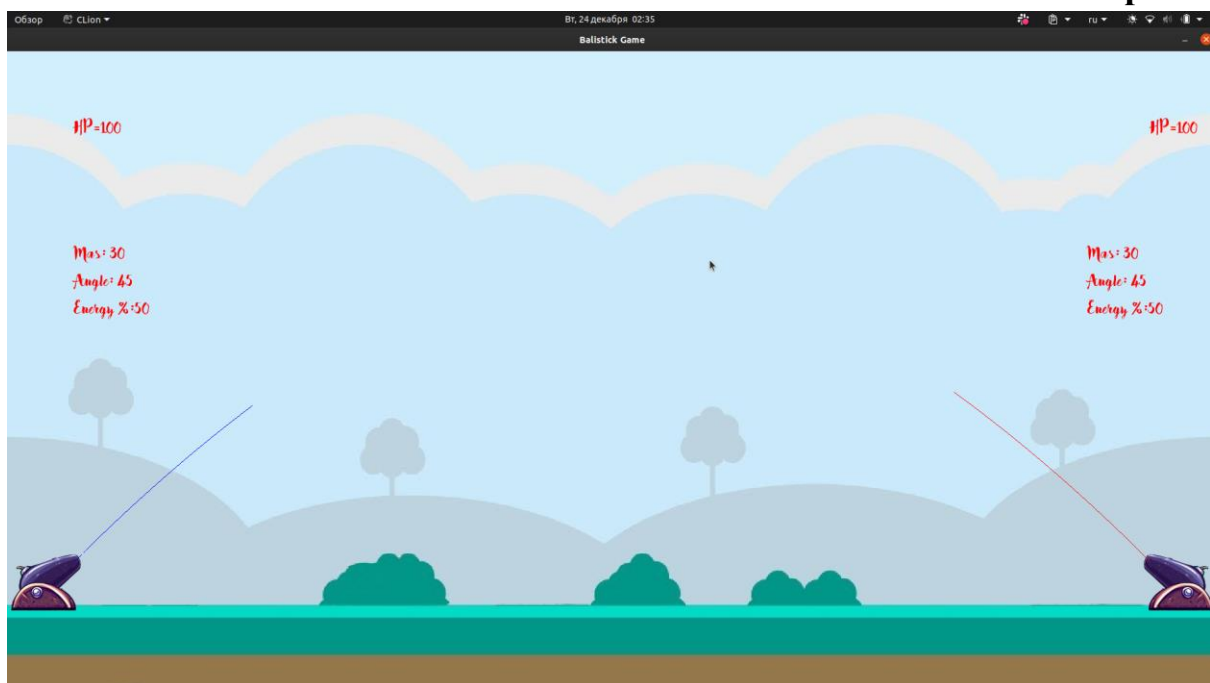 Обзор CLion Вт, 24 декабря 02:35 ru
Balistick Game
HP=100 HP=100
Mas: 30 Mas: 30
Angle: 45 Angle: 45
Energy %:50 Energy %:50